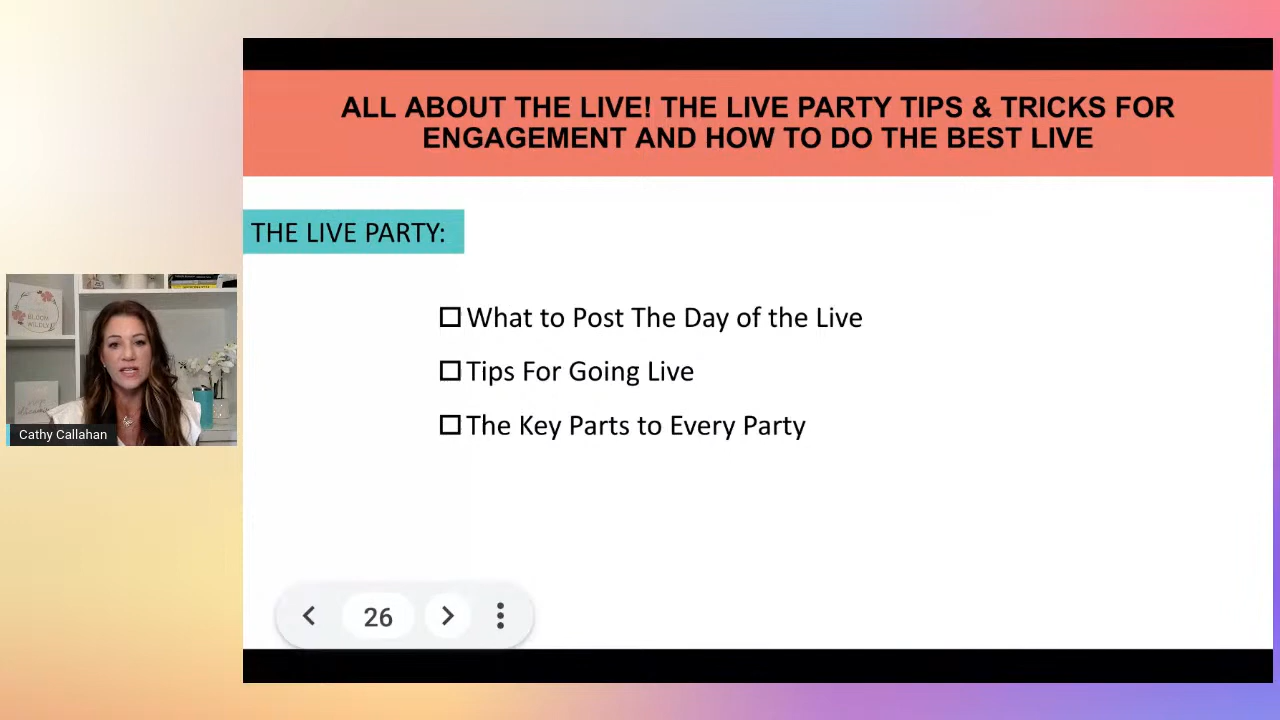 ALL ABOUT THE LIVE! THE LIVE PARTY TIPS & TRICKS FOR
ENGAGEMENT AND HOW TO DO THE BEST LIVE
THE LIVE PARTY:
What to Post The Day of the Live
Tips For Going Live
The Key Parts to Every Party
BLOOM
WILDLY
Cathy Callahan
26